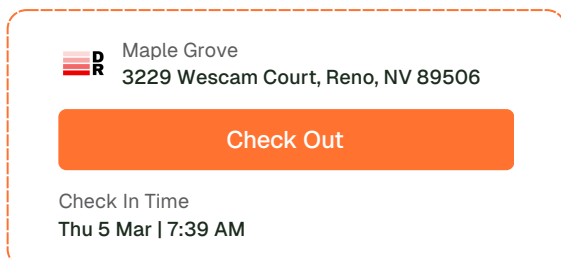 DR
Maple Grove
3229 Wescam Court, Reno, NV 89506
Check Out
Check In Time
Thu 5 Mar | 7:39 AM